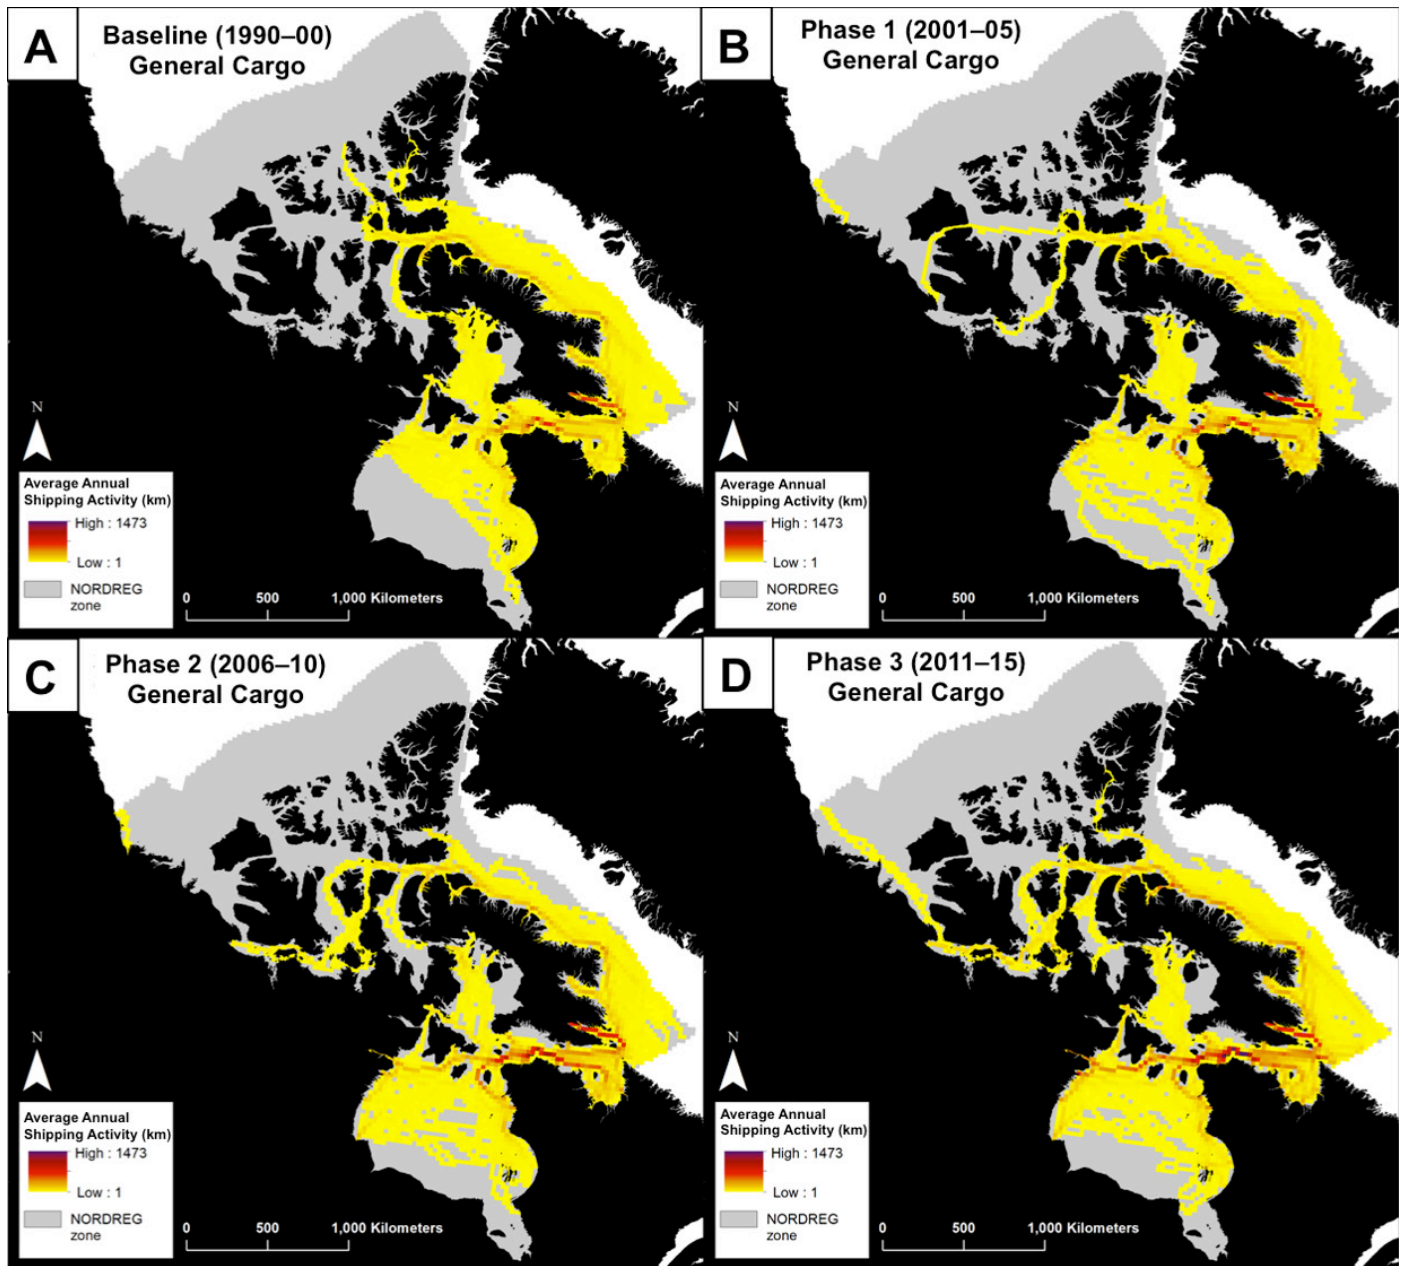 A
Baseline (1990–00)
General Cargo
N
Average Annual
Shipping Activity (km)
High : 1473
Low : 1
NORDREG
zone
0 500 1,000 Kilometers
B
Phase 1 (2001–05)
General Cargo
N
Average Annual
Shipping Activity (km)
High : 1473
Low : 1
NORDREG
zone
0 500 1,000 Kilometers
C
Phase 2 (2006–10)
General Cargo
N
Average Annual
Shipping Activity (km)
High : 1473
Low : 1
NORDREG
zone
0 500 1,000 Kilometers
D
Phase 3 (2011–15)
General Cargo
N
Average Annual
Shipping Activity (km)
High : 1473
Low : 1
NORDREG
zone
0 500 1,000 Kilometers